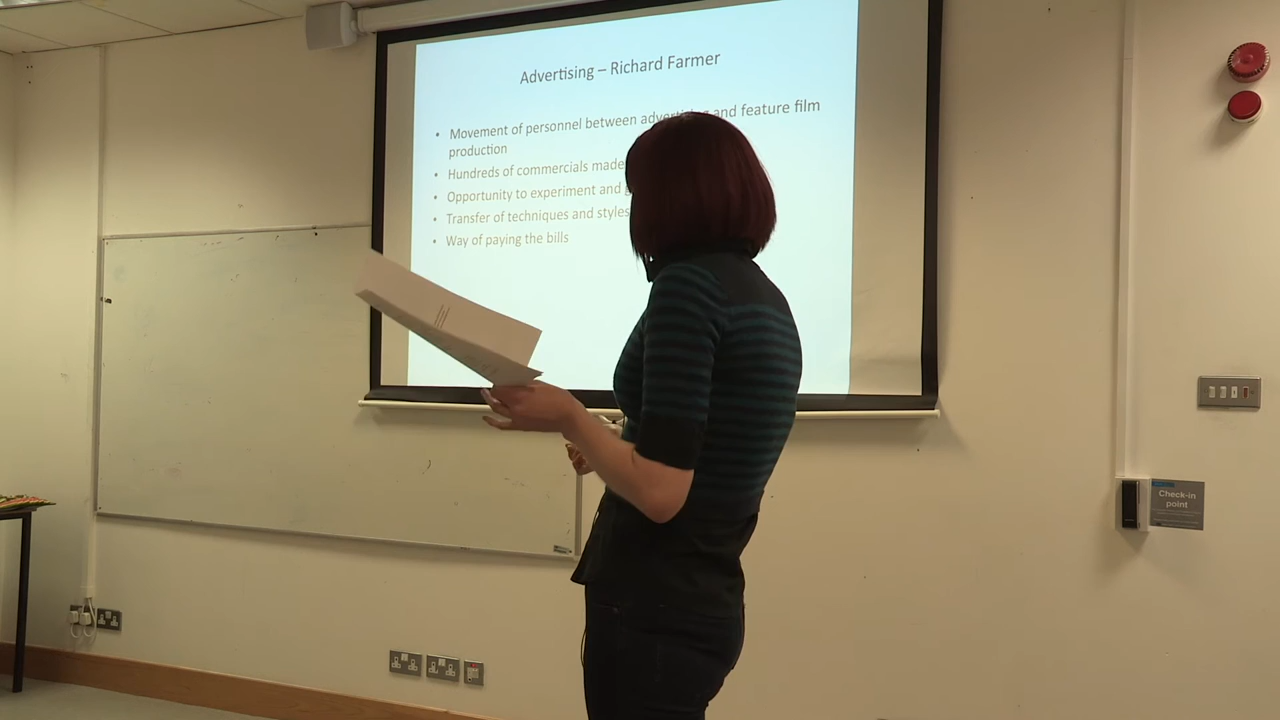 Advertising – Richard Farmer
• Movement of personnel between advertising and feature film
production
• Hundreds of commercials made
• Opportunity to experiment and
• Transfer of techniques and styles
• Way of paying the bills
Check-in
point